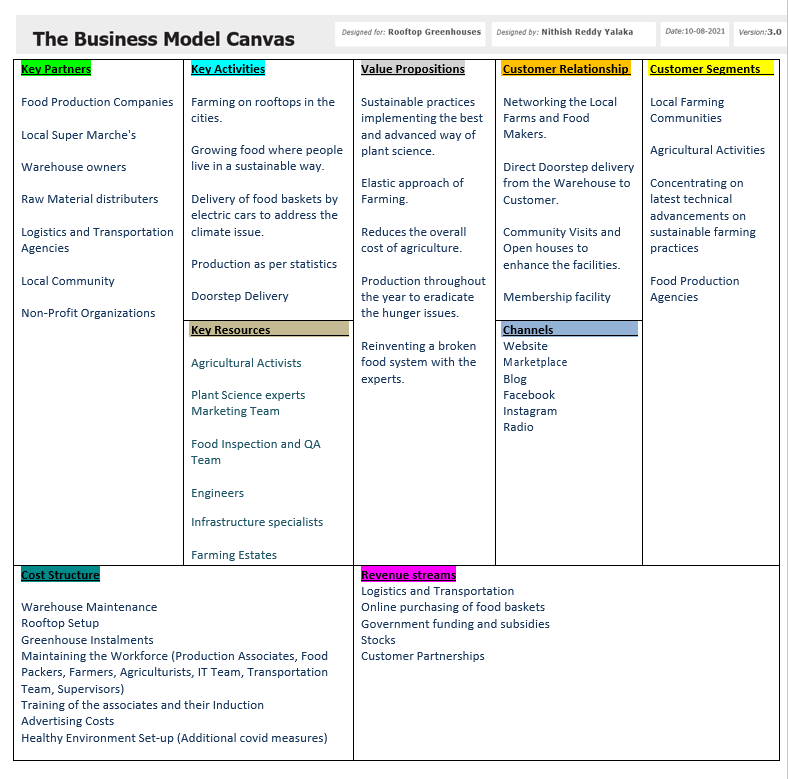 The Business Model Canvas
Designed for: Rooftop Greenhouses
Designed by: Nithish Reddy Yalaka
Date:10-08-2021
Version:3.0
Key Partners
Food Production Companies
Local Super Marche's
Warehouse owners
Raw Material distributers
Logistics and Transportation
Agencies
Local Community
Non-Profit Organizations
Key Activities
Farming on rooftops in the
cities.
Growing food where people
live in a sustainable way.
Delivery of food baskets by
electric cars to address the
climate issue.
Production as per statistics
Doorstep Delivery
Key Resources
Agricultural Activists
Plant Science experts
Marketing Team
Food Inspection and QA
Team
Engineers
Infrastructure specialists
Farming Estates
Value Propositions
Sustainable practices
implementing the best
and advanced way of
plant science.
Elastic approach of
Farming.
Reduces the overall
cost of agriculture.
Production throughout
the year to eradicate
the hunger issues.
Reinventing a broken
food system with the
experts.
Customer Relationship
Networking the Local
Farms and Food
Makers.
Direct Doorstep delivery
from the Warehouse to
Customer.
Community Visits and
Open houses to
enhance the facilities.
Membership facility
Channels
Website
Marketplace
Blog
Facebook
Instagram
Radio
Customer Segments
Local Farming
Communities
Agricultural Activities
Concentrating on
latest technical
advancements on
sustainable farming
practices
Food Production
Agencies
Cost Structure
Warehouse Maintenance
Rooftop Setup
Greenhouse Instalments
Maintaining the Workforce (Production Associates, Food
Packers, Farmers, Agriculturists, IT Team, Transportation
Team, Supervisors)
Training of the associates and their Induction
Advertising Costs
Healthy Environment Set-up (Additional covid measures)
Revenue streams
Logistics and Transportation
Online purchasing of food baskets
Government funding and subsidies
Stocks
Customer Partnerships